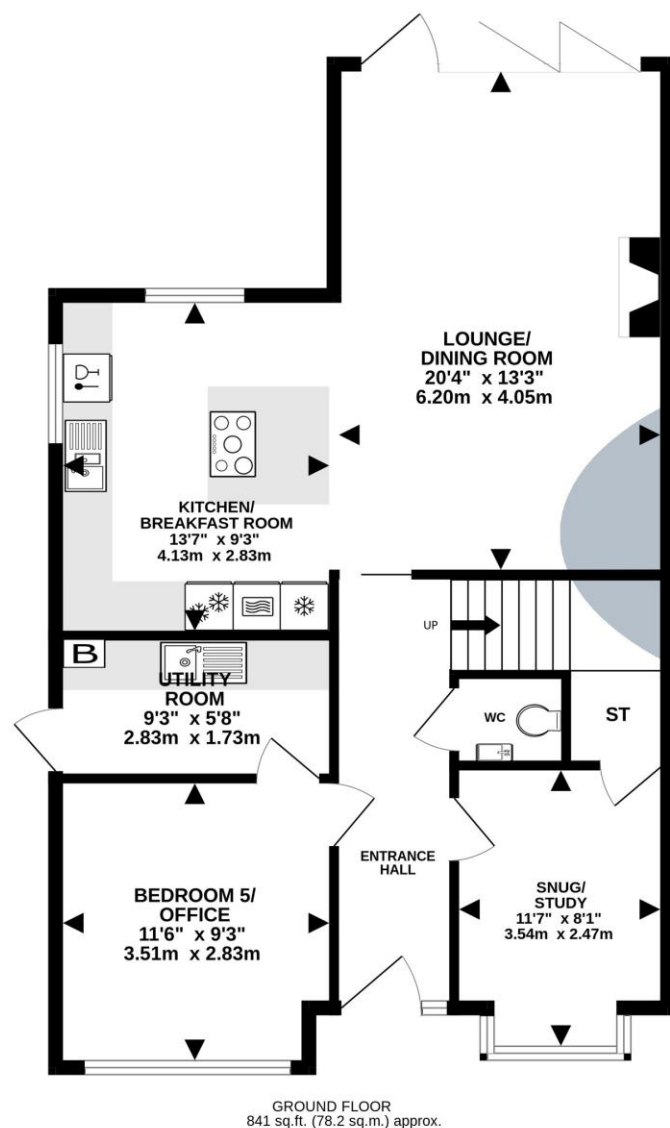 LOUNGE/
DINING ROOM
20'4" x 13'3"
6.20m x 4.05m
KITCHEN/
BREAKFAST ROOM
13'7" x 9'3"
4.13m x 2.83m
UP
B
UTILITY
ROOM
9'3" x 5'8"
2.83m x 1.73m
WC
ST
ENTRANCE
HALL
BEDROOM 5/
OFFICE
11'6" x 9'3"
3.51m x 2.83m
SNUG/
STUDY
11'7" x 8'1"
3.54m x 2.47m
GROUND FLOOR
841 sq.ft. (78.2 sq.m.) approx.